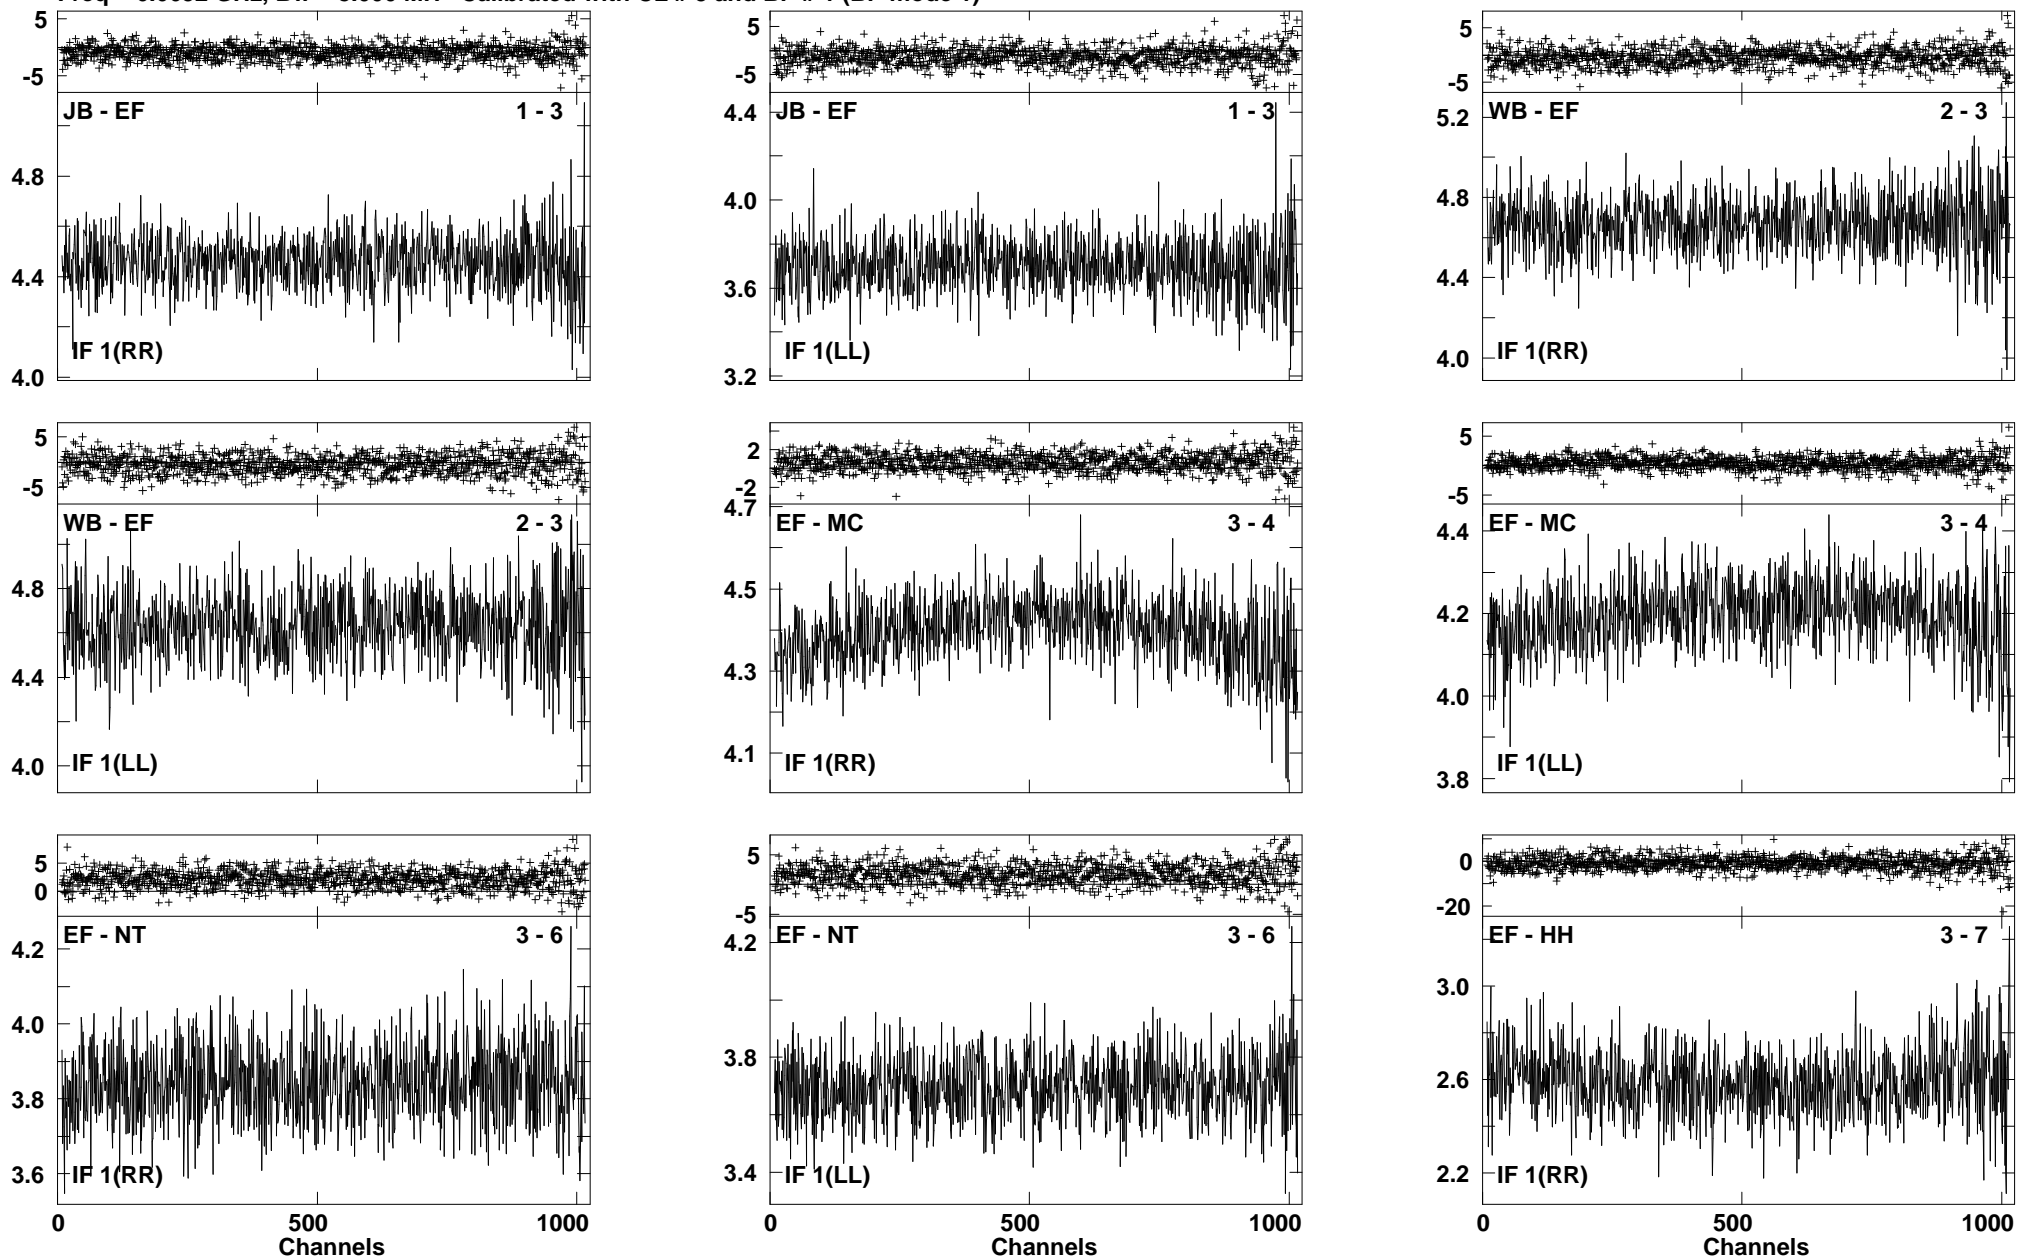 5
-5
JB - EF 1 - 3
4.8
4.4
4.0
IF 1(RR)
5
-5
JB - EF 1 - 3
4.4
4.0
3.6
3.2
IF 1(LL)
5
-5
WB - EF 2 - 3
5.2
4.8
4.4
4.0
IF 1(RR)
5
-5
WB - EF 2 - 3
4.8
4.4
4.0
IF 1(LL)
2
-2
EF - MC 3 - 4
4.7
4.5
4.3
4.1
IF 1(RR)
5
-5
EF - MC 3 - 4
4.4
4.2
4.0
3.8
IF 1(LL)
5
0
EF - NT 3 - 6
4.2
4.0
3.8
3.6
IF 1(RR)
0 500 1000
Channels
5
-5
EF - NT 3 - 6
4.2
3.8
3.4
IF 1(LL)
0 500 1000
Channels
0
-20
EF - HH 3 - 7
3.0
2.6
2.2
IF 1(RR)
0 500 1000
Channels